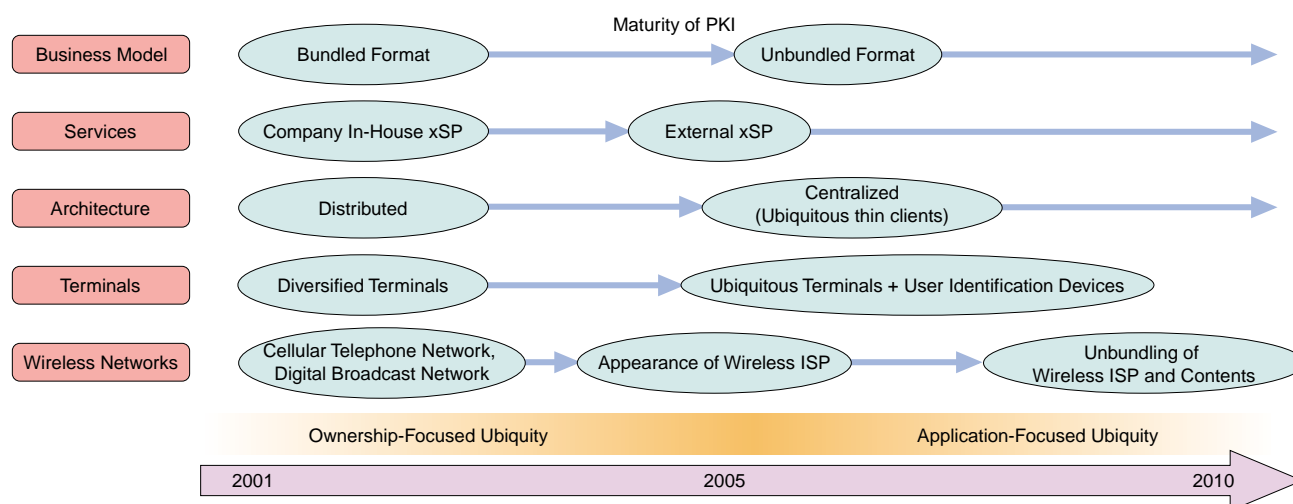 Maturity of PKI
Business Model
Bundled Format
Unbundled Format
Services
Company In-House xSP
External xSP
Architecture
Distributed
Centralized
(Ubiquitous thin clients)
Terminals
Diversified Terminals
Ubiquitous Terminals + User Identification Devices
Wireless Networks
Cellular Telephone Network,
Digital Broadcast Network
Appearance of Wireless ISP
Unbundling of
Wireless ISP and Contents
Ownership-Focused Ubiquity
Application-Focused Ubiquity
2001
2005
2010